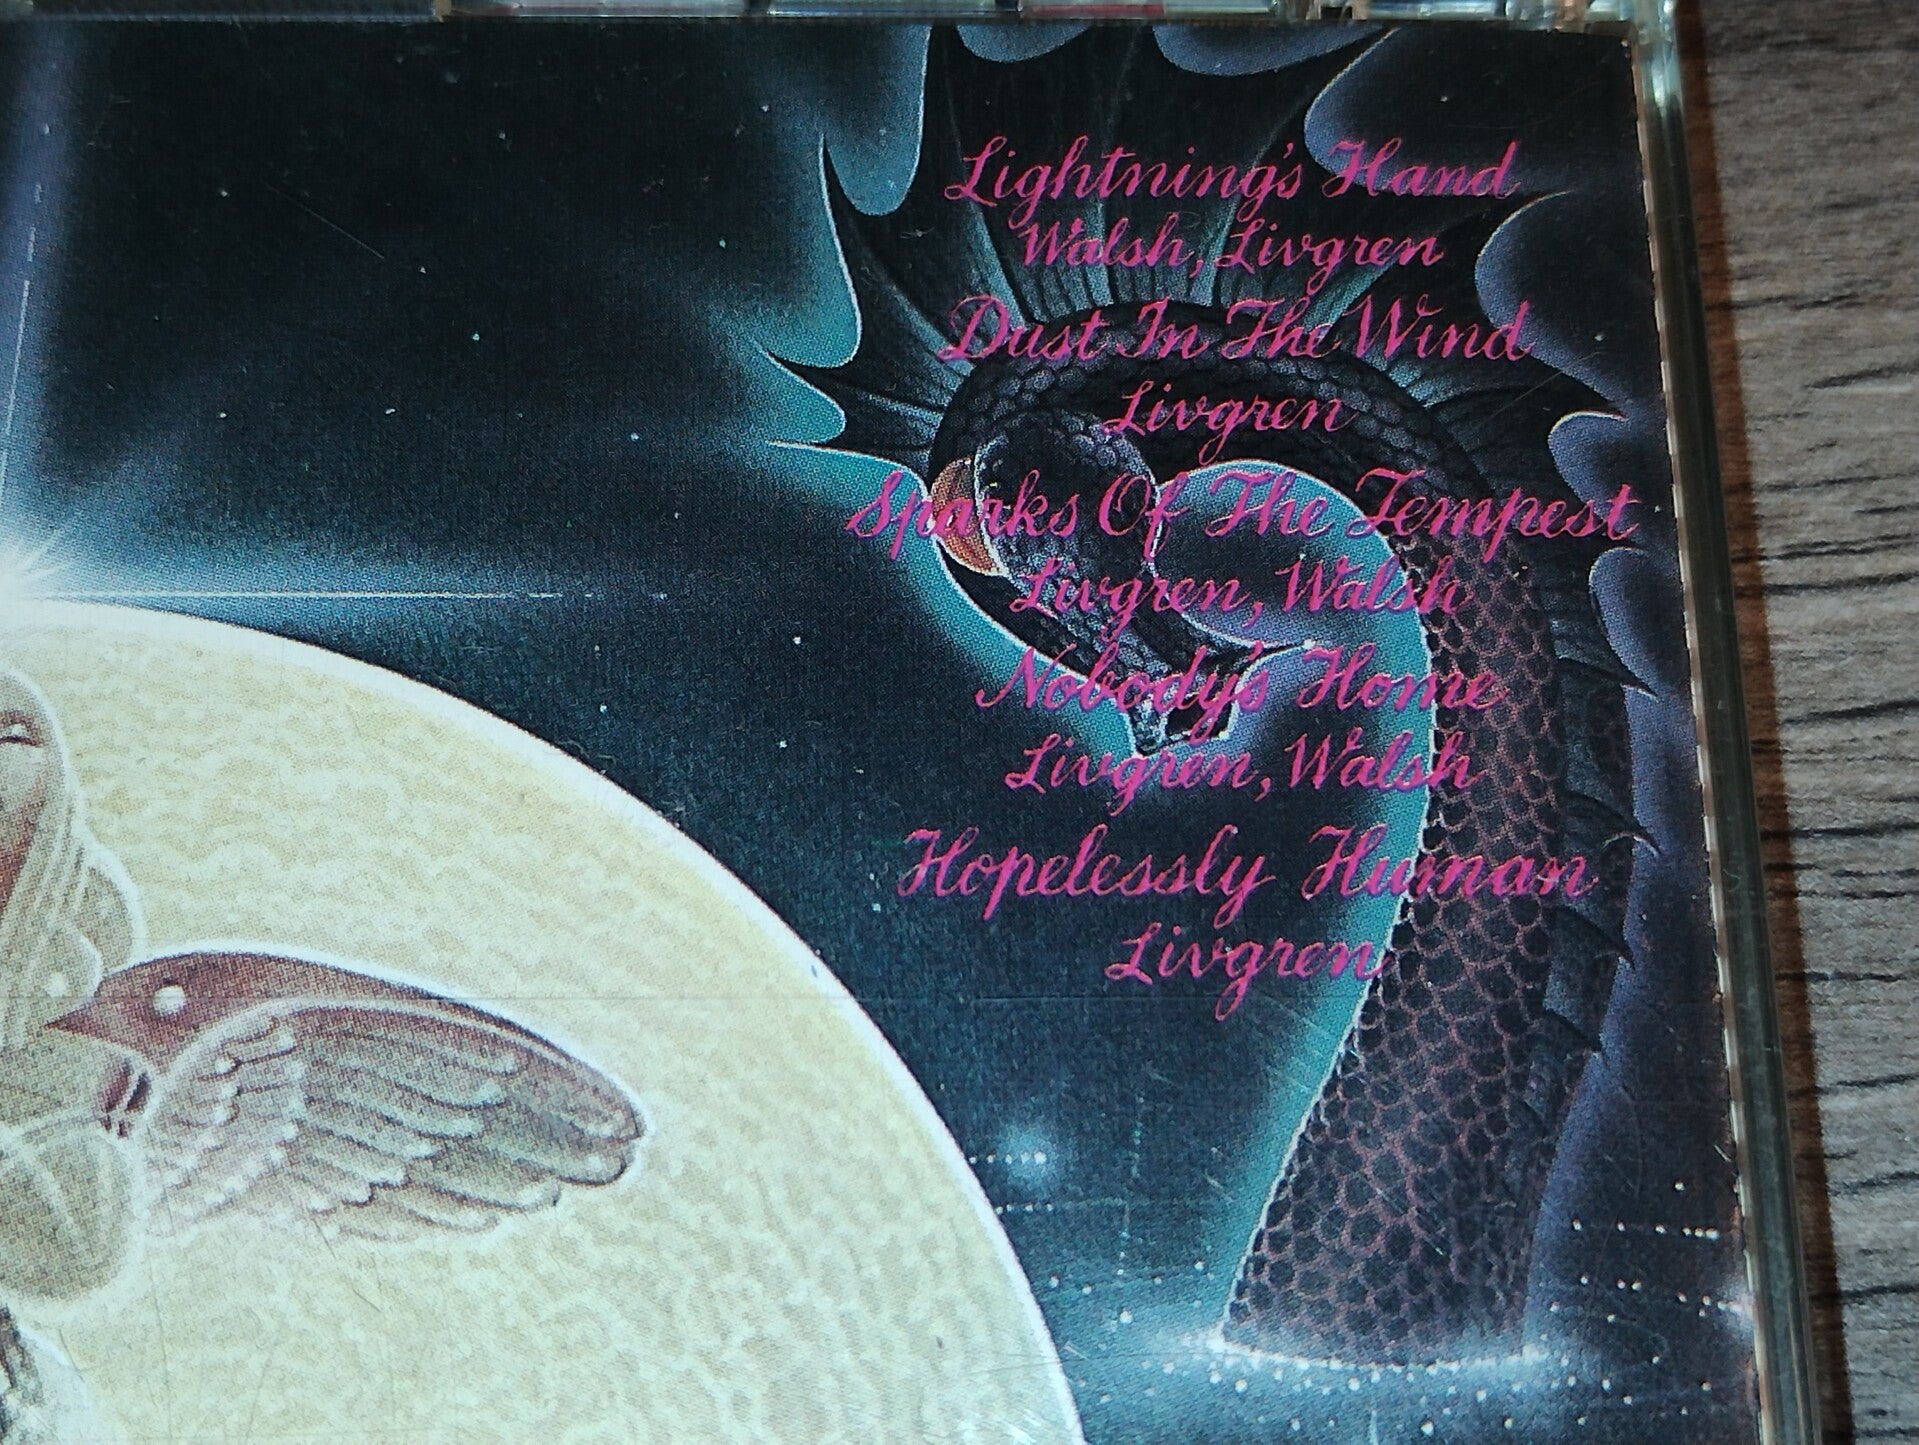 Lightning's Hand
Walsh, Livgren
Dust In The Wind
Livgren
Sparks Of The Tempest
Livgren, Walsh
Nobody's Home
Livgren, Walsh
Hopelessly Human
Livgren